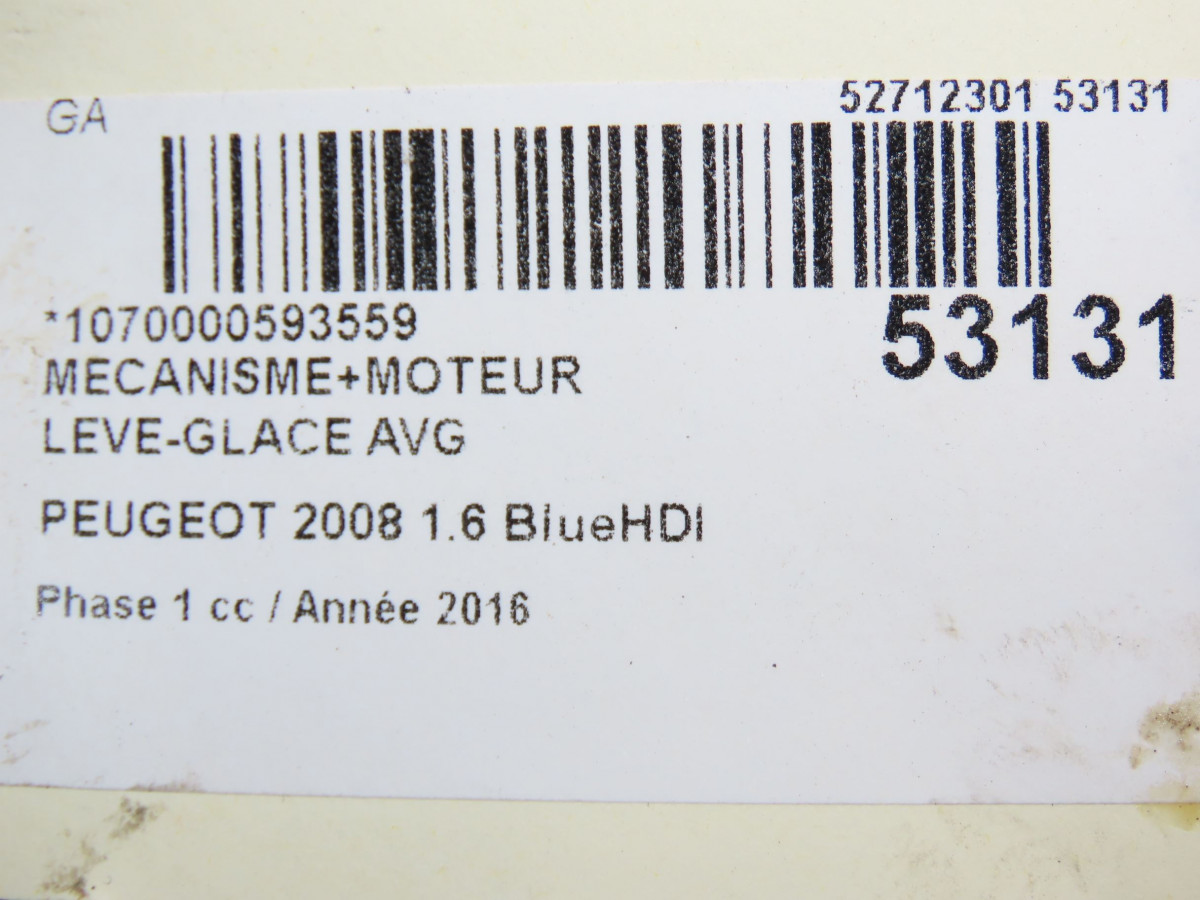 GA
52712301 53131
*1070000593559
53131
MECANISME+MOTEUR
LEVE-GLACE AVG
PEUGEOT 2008 1.6 BlueHDI
Phase 1 cc / Année 2016